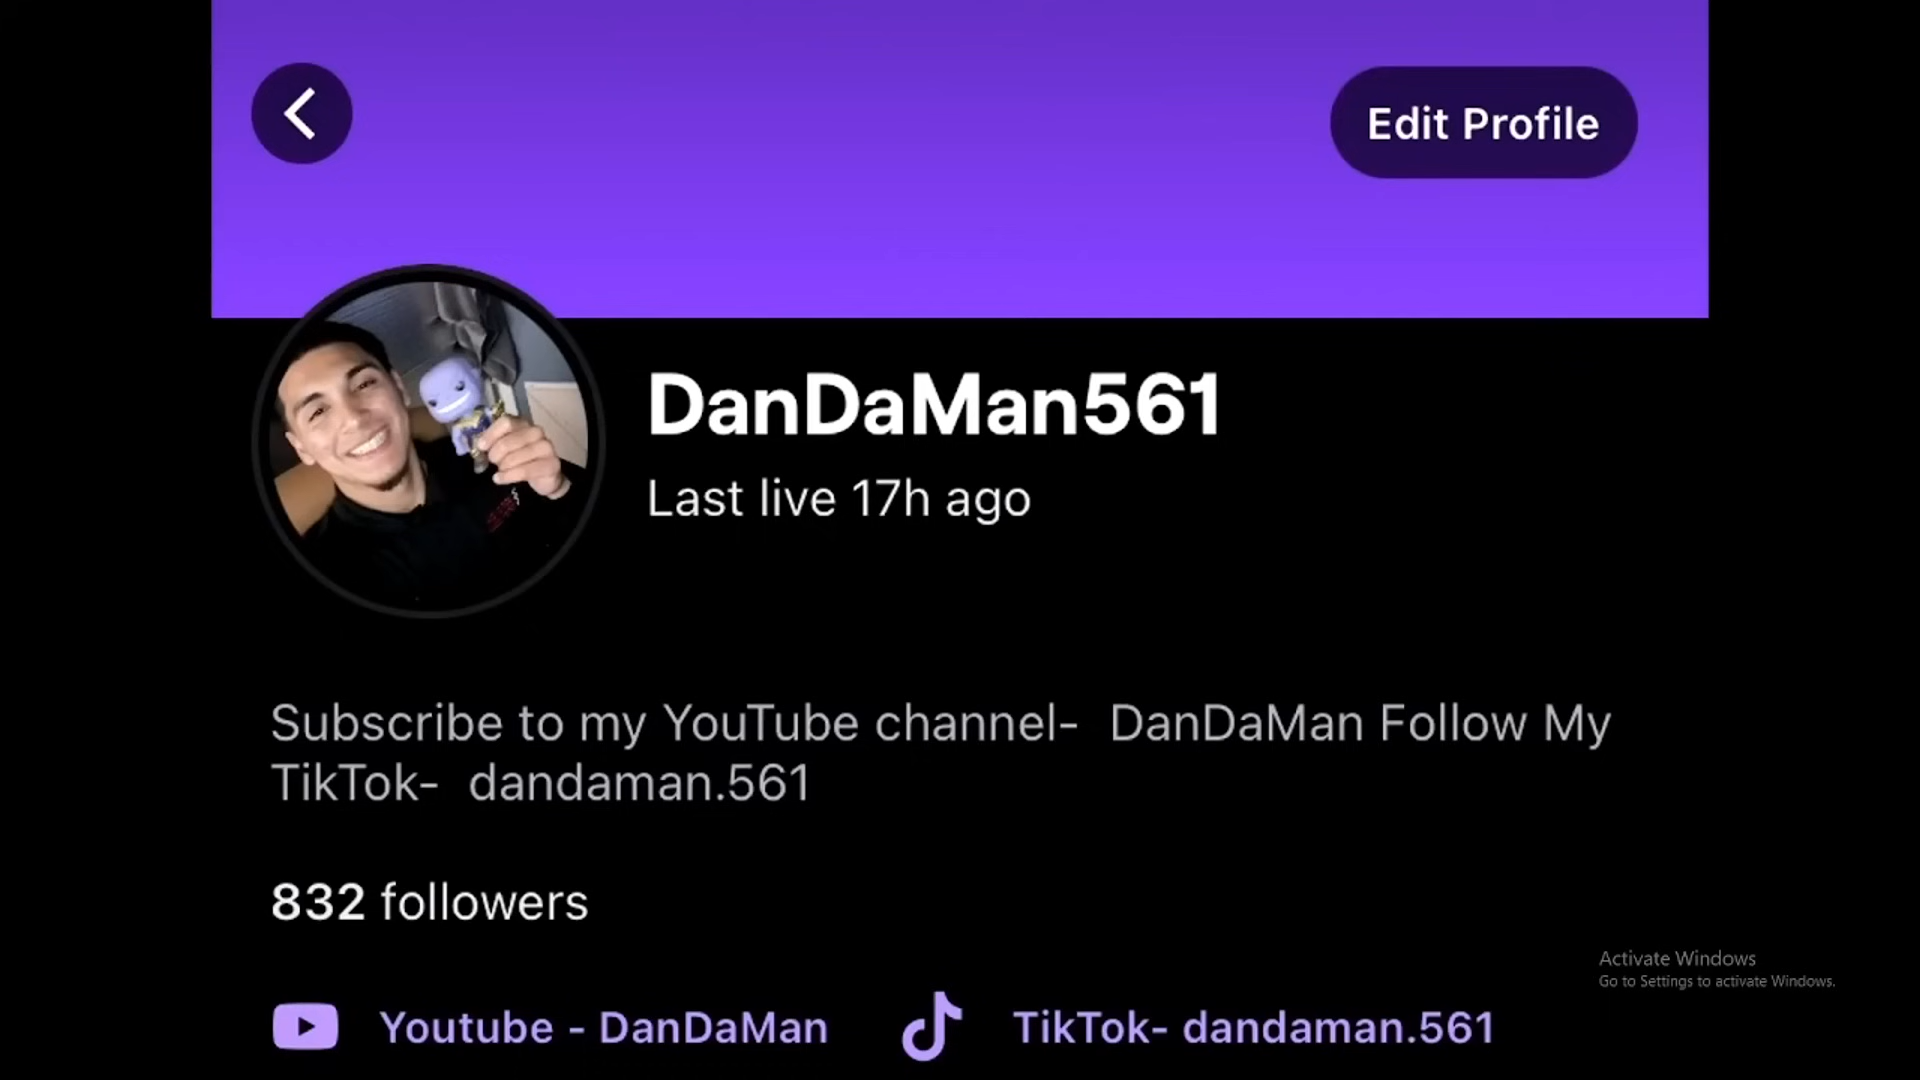 Edit Profile
DanDaMan561
Last live 17h ago
Subscribe to my YouTube channel-  DanDaMan Follow My
TikTok-  dandaman.561
832 followers
Activate Windows
Go to Settings to activate Windows.
Youtube - DanDaMan
TikTok- dandaman.561